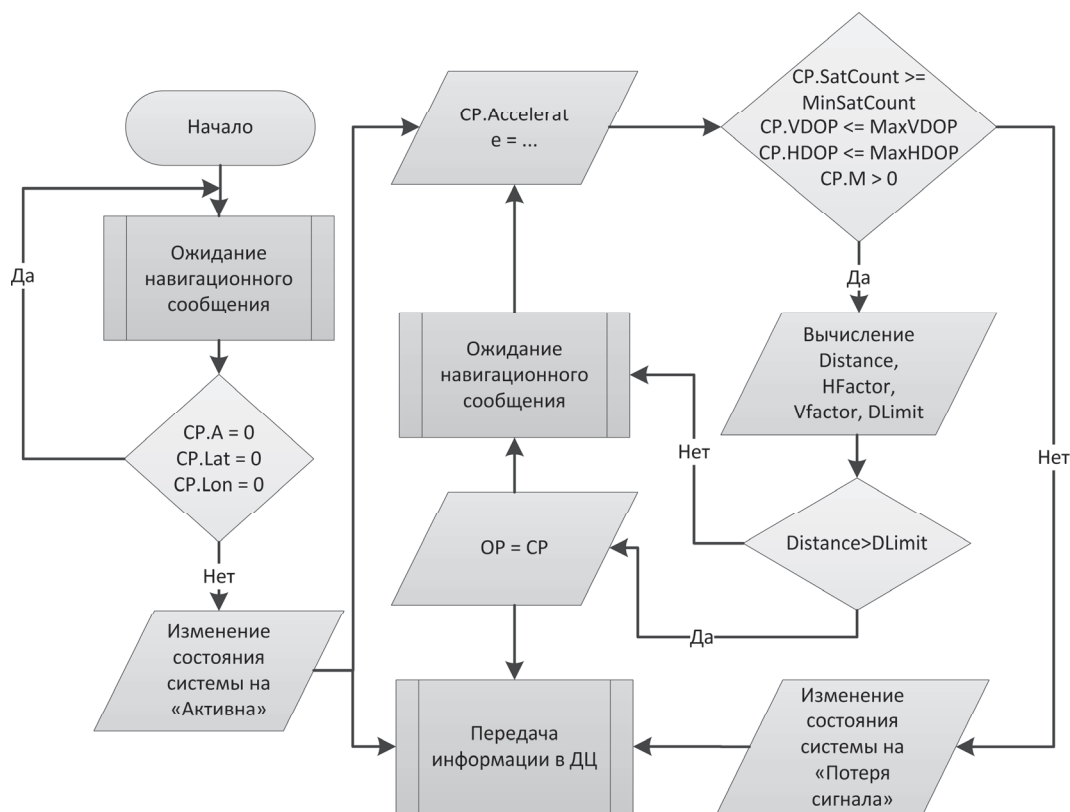 Начало
Да
Ожидание
навигационного
сообщения
CP.A = 0
CP.Lat = 0
CP.Lon = 0
Нет
Изменение
состояния
системы на
«Активна»
CP.Accelerat
e = ...
CP.SatCount >=
MinSatCount
CP.VDOP <= MaxVDOP
CP.HDOP <= MaxHDOP
CP.M > 0
Да
Нет
Вычисление
Distance,
HFactor,
Vfactor, DLimit
Ожидание
навигационного
сообщения
Нет
Distance>DLimit
OP = CP
Да
Передача
информации в ДЦ
Изменение
состояния
системы на
«Потеря
сигнала»